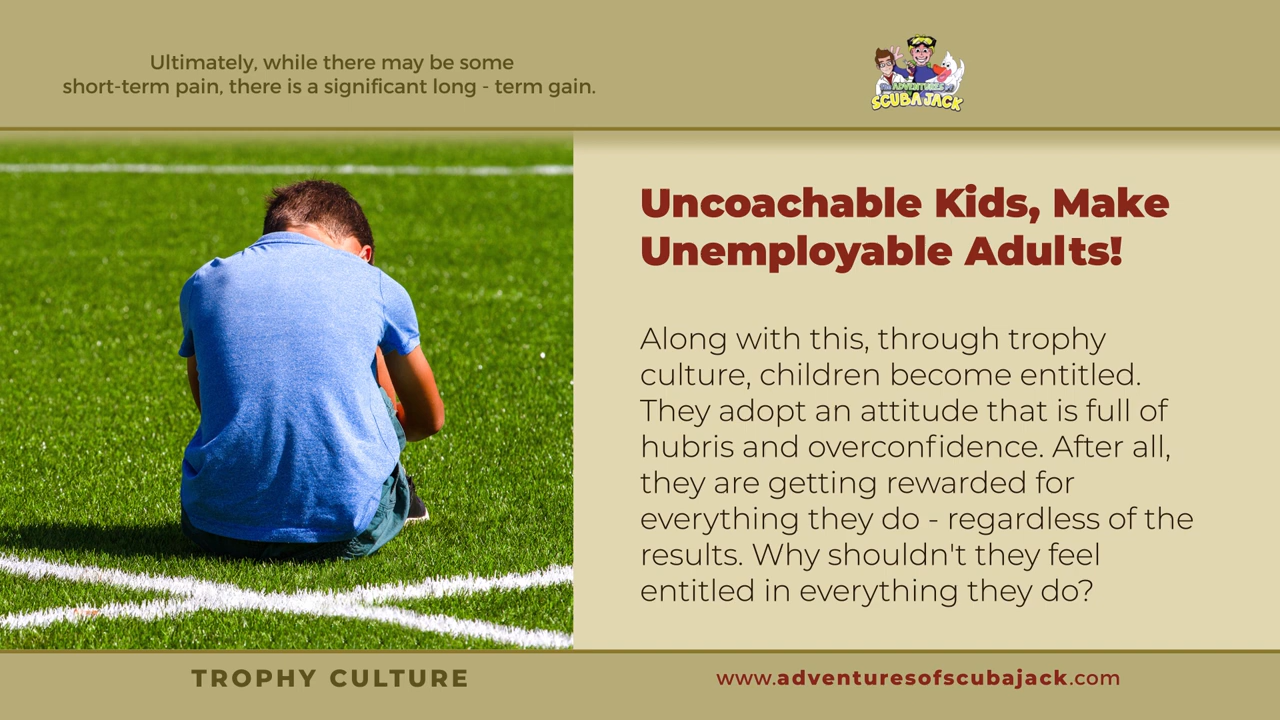 Ultimately, while there may be some
short-term pain, there is a significant long - term gain.
THE ADVENTURES OF
SCUBA JACK
Uncoachable Kids, Make
Unemployable Adults!
Along with this, through trophy
culture, children become entitled.
They adopt an attitude that is full of
hubris and overconfidence. After all,
they are getting rewarded for
everything they do - regardless of the
results. Why shouldn't they feel
entitled in everything they do?
TROPHY CULTURE
www.adventuresofscubajack.com